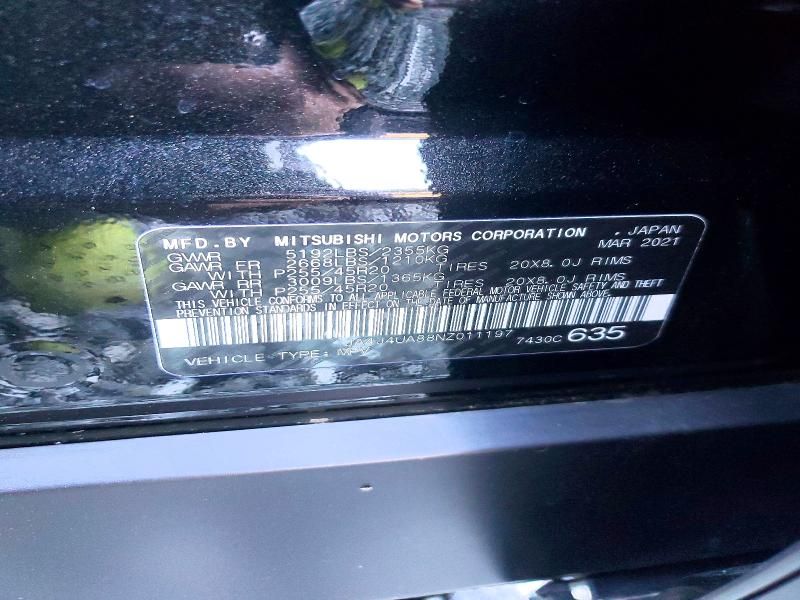 MFD.BY MITSUBISHI MOTORS CORPORATION . JAPAN
GVWR 5192LBS/2355KG MAR 2021
GAWR FR 2668LBS/1210KG
WITH P255/45R20 TIRES 20X8.0J RIMS
GAWR RR 3009LBS/1365KG
WITH P255/45R20 TIRES 20X8.0J RIMS
THIS VEHICLE CONFORMS TO ALL APPLICABLE FEDERAL MOTOR VEHICLE SAFETY AND THEFT
PREVENTION STANDARDS IN EFFECT ON THE DATE OF MANUFACTURE SHOWN ABOVE.
JA4J4UA88NZ011197 7430C 635
VEHICLE TYPE: MPV